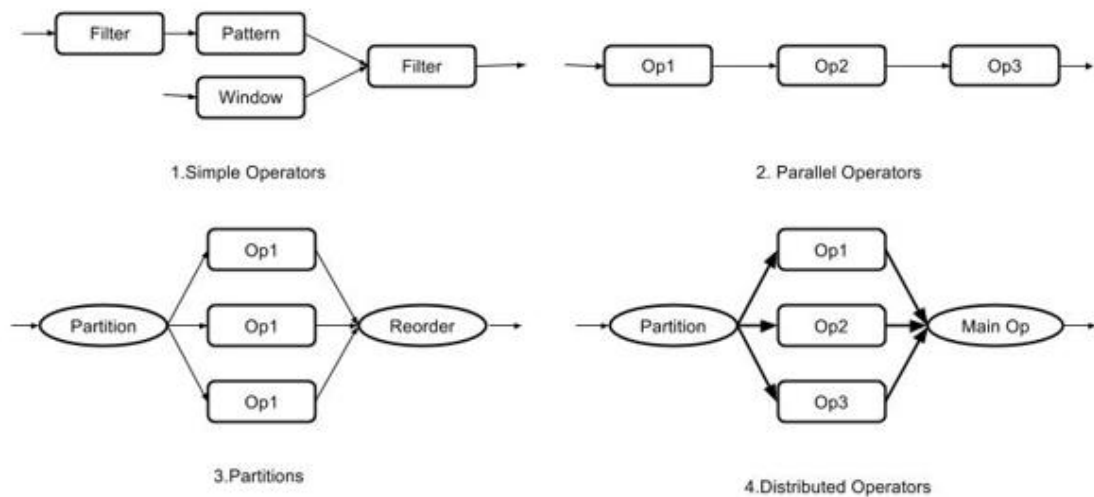 Filter
Pattern
Window
Filter
1.Simple Operators
Op1
Op2
Op3
2. Parallel Operators
Partition
Op1
Op1
Op1
Reorder
3.Partitions
Partition
Op1
Op2
Op3
Main Op
4.Distributed Operators